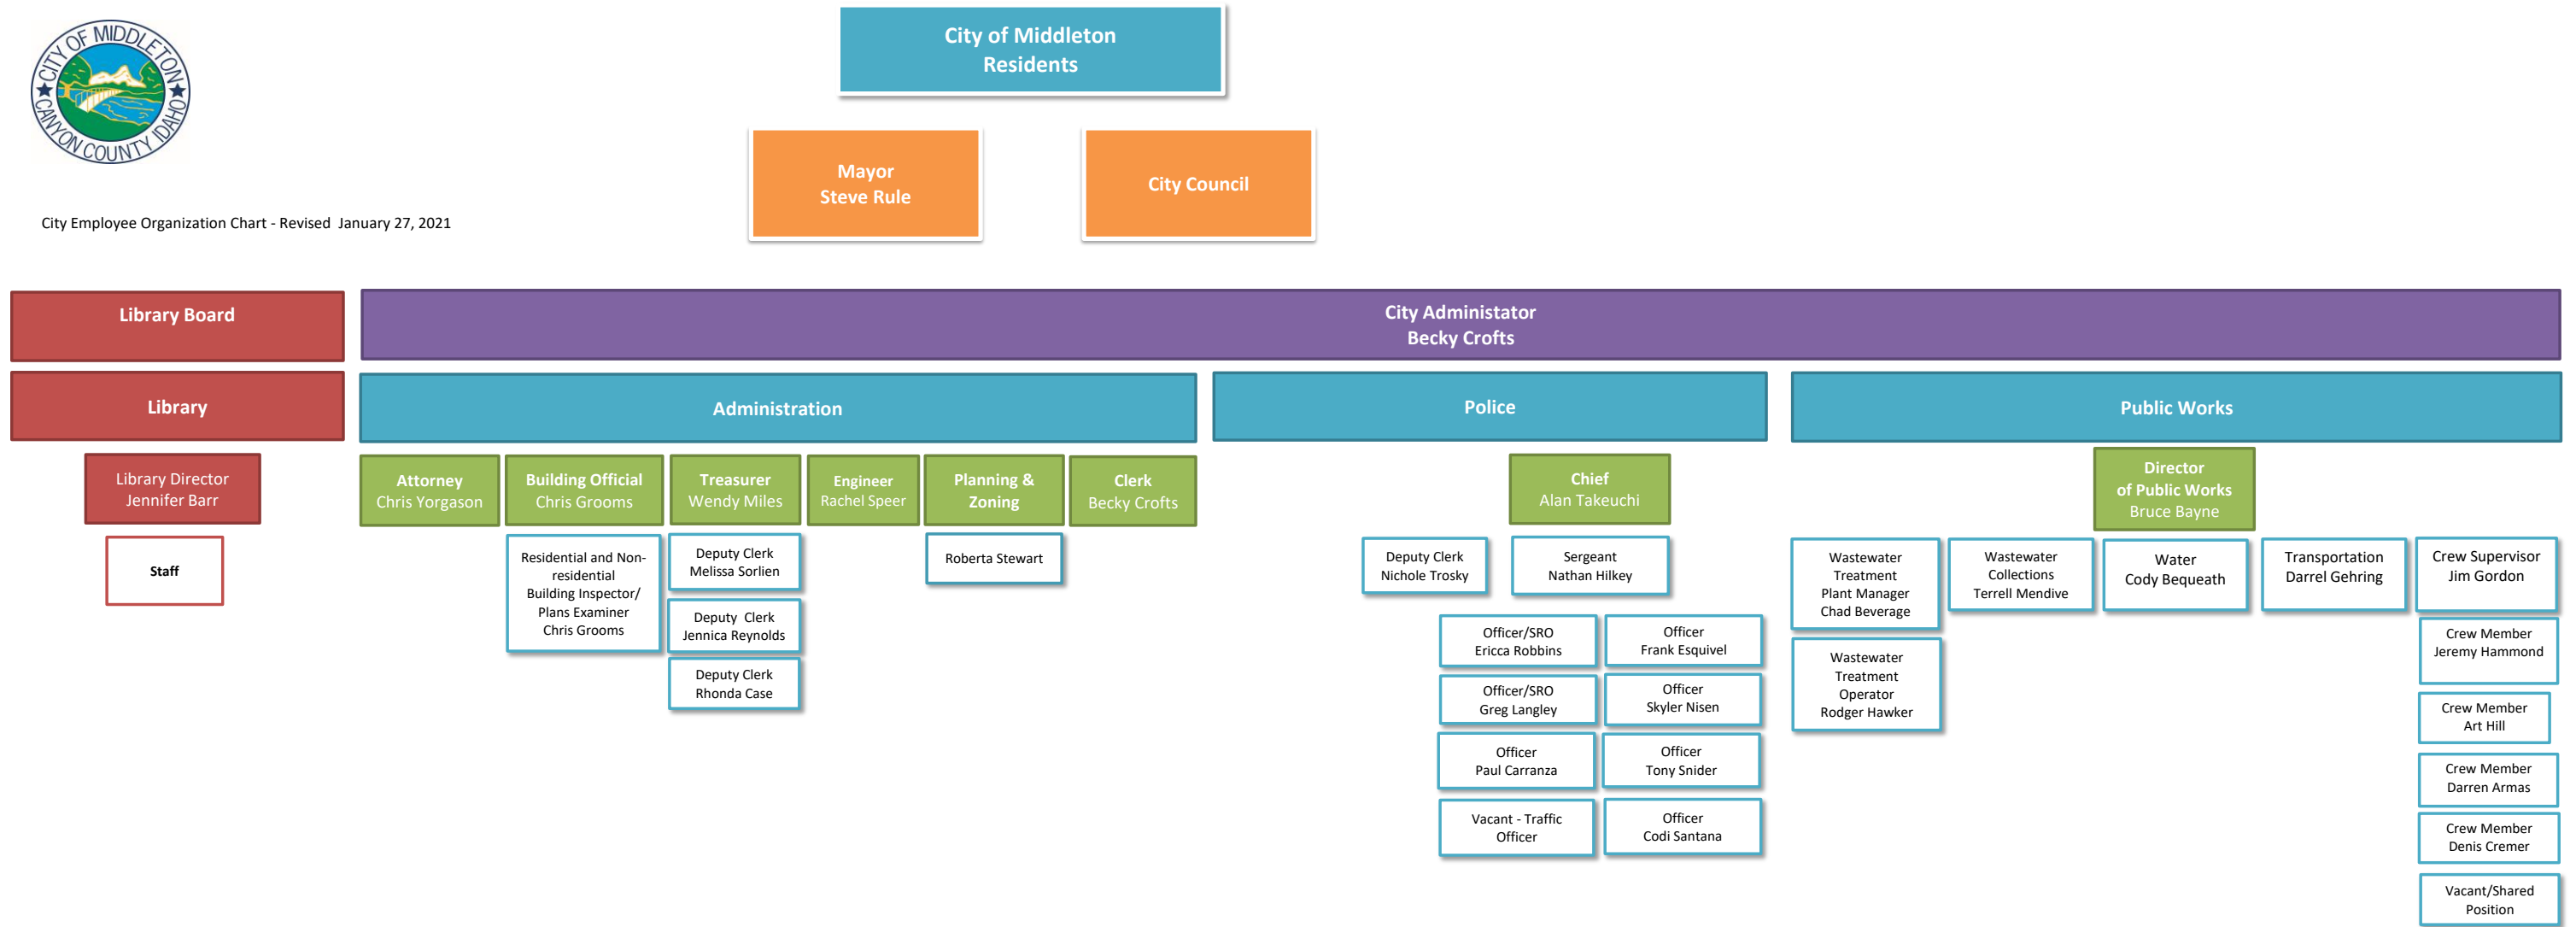 CITY OF MIDDLETON
CANYON COUNTY IDAHO
City of Middleton
Residents
Mayor
Steve Rule
City Council
City Employee Organization Chart - Revised January 27, 2021
Library Board
City Administator
Becky Crofts
Library
Administration
Police
Public Works
Library Director
Jennifer Barr
Staff
Attorney
Chris Yorgason
Building Official
Chris Grooms
Residential and Non-
residential
Building Inspector/
Plans Examiner
Chris Grooms
Treasurer
Wendy Miles
Deputy Clerk
Melissa Sorlien
Deputy Clerk
Jennica Reynolds
Deputy Clerk
Rhonda Case
Engineer
Rachel Speer
Planning &
Zoning
Roberta Stewart
Clerk
Becky Crofts
Chief
Alan Takeuchi
Deputy Clerk
Nichole Trosky
Sergeant
Nathan Hilkey
Officer/SRO
Ericca Robbins
Officer
Frank Esquivel
Officer/SRO
Greg Langley
Officer
Skyler Nisen
Officer
Paul Carranza
Officer
Tony Snider
Vacant - Traffic
Officer
Officer
Codi Santana
Director
of Public Works
Bruce Bayne
Wastewater
Treatment
Plant Manager
Chad Beverage
Wastewater
Treatment
Operator
Rodger Hawker
Wastewater
Collections
Terrell Mendive
Water
Cody Bequeath
Transportation
Darrel Gehring
Crew Supervisor
Jim Gordon
Crew Member
Jeremy Hammond
Crew Member
Art Hill
Crew Member
Darren Armas
Crew Member
Denis Cremer
Vacant/Shared
Position